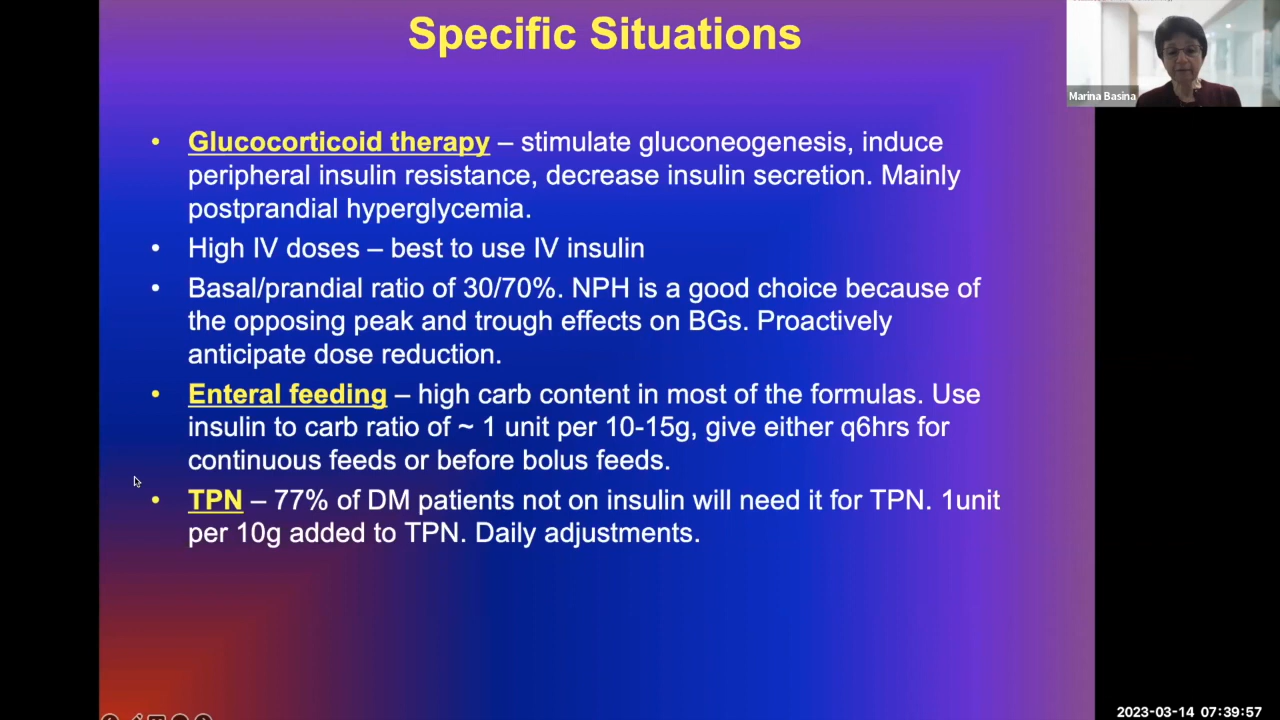 Specific Situations
Marina Basina
• Glucocorticoid therapy – stimulate gluconeogenesis, induce
peripheral insulin resistance, decrease insulin secretion. Mainly
postprandial hyperglycemia.
• High IV doses – best to use IV insulin
• Basal/prandial ratio of 30/70%. NPH is a good choice because of
the opposing peak and trough effects on BGs. Proactively
anticipate dose reduction.
• Enteral feeding – high carb content in most of the formulas. Use
insulin to carb ratio of ~ 1 unit per 10-15g, give either q6hrs for
continuous feeds or before bolus feeds.
• TPN – 77% of DM patients not on insulin will need it for TPN. 1unit
per 10g added to TPN. Daily adjustments.
2023-03-14 07:39:57